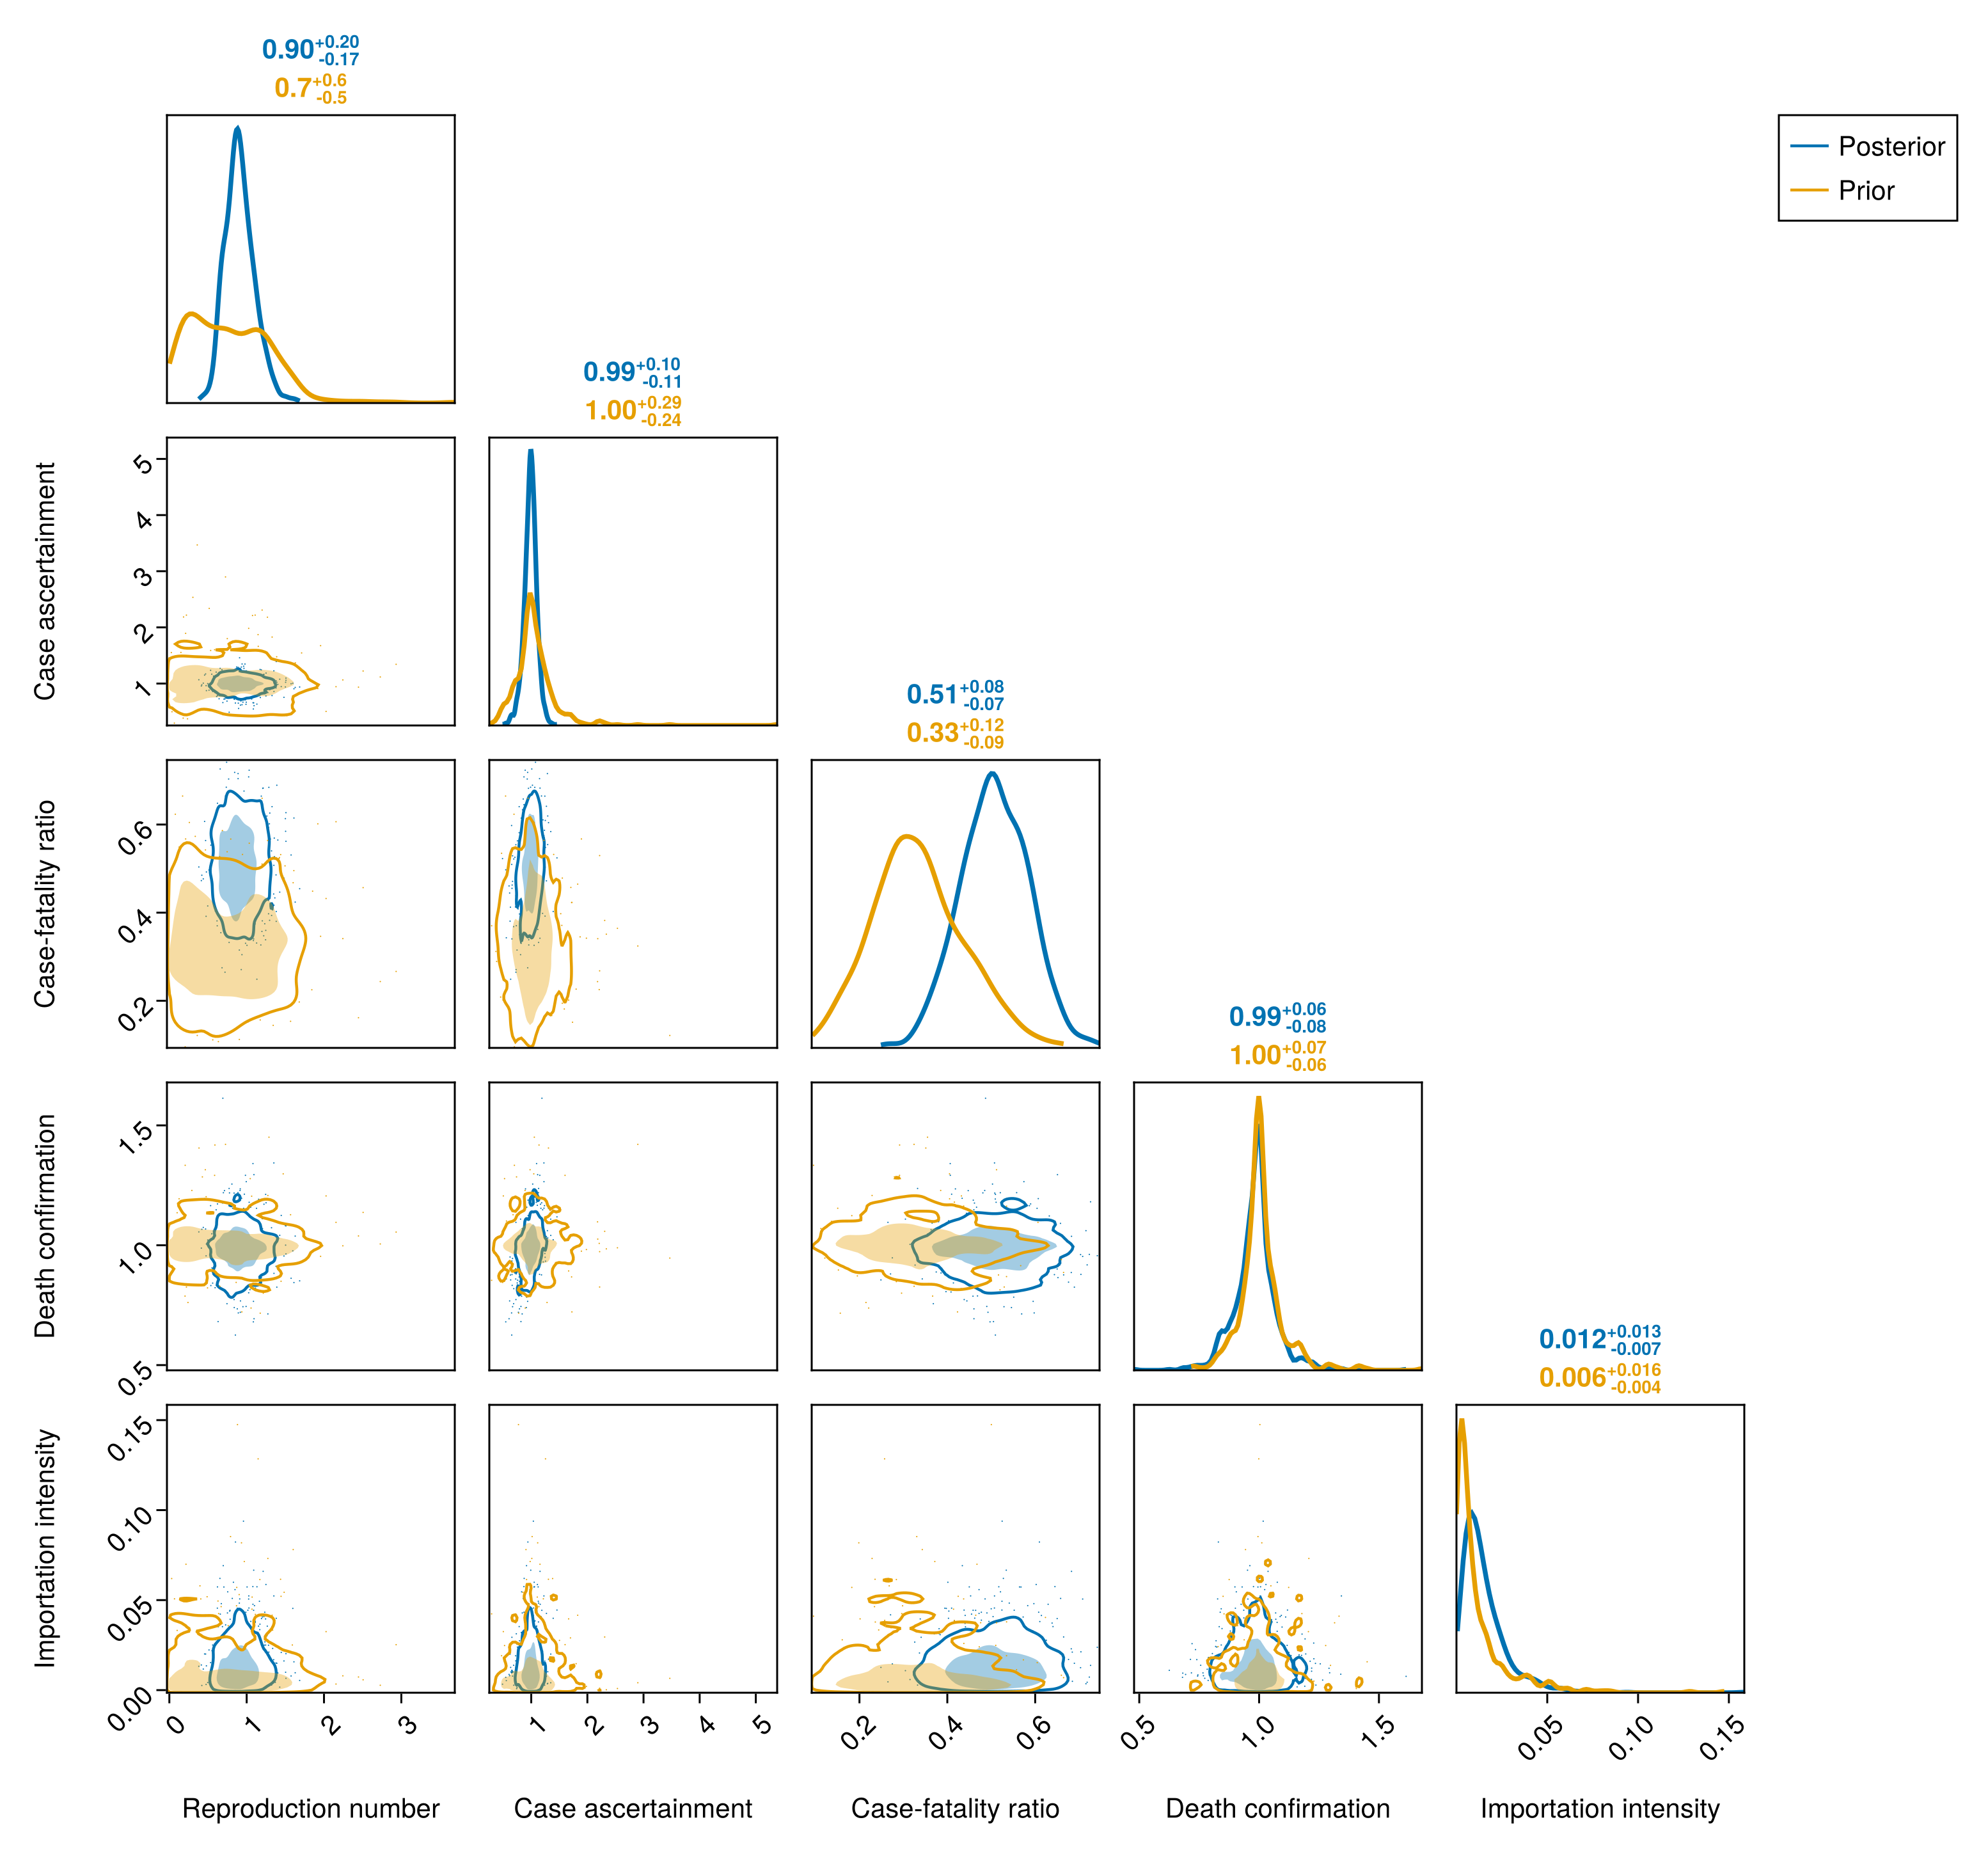 0.90+0.20-0.17
0.7+0.6-0.5
Posterior
Prior
0.99+0.10-0.11
1.00+0.29-0.24
Case ascertainment
5
4
3
2
1
0.51+0.08-0.07
0.33+0.12-0.09
Case-fatality ratio
0.6
0.4
0.2
0.99+0.06-0.08
1.00+0.07-0.06
Death confirmation
1.5
1.0
0.5
0.012+0.013-0.007
0.006+0.016-0.004
Importation intensity
0.15
0.10
0.05
0.00
0 1 2 3
1 2 3 4 5
0.2 0.4 0.6
0.5 1.0 1.5
0.05 0.10 0.15
Reproduction number
Case ascertainment
Case-fatality ratio
Death confirmation
Importation intensity